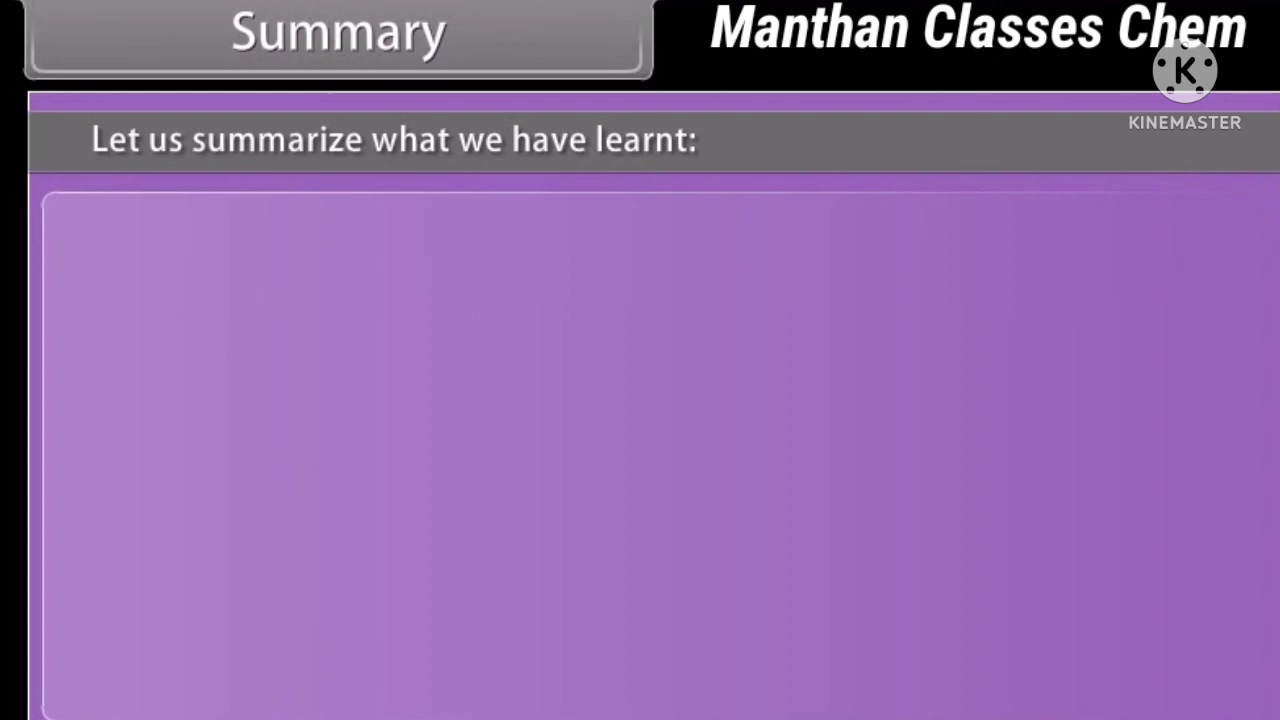 Summary
Manthan Classes Chem
K
KINEMASTER
Let us summarize what we have learnt: